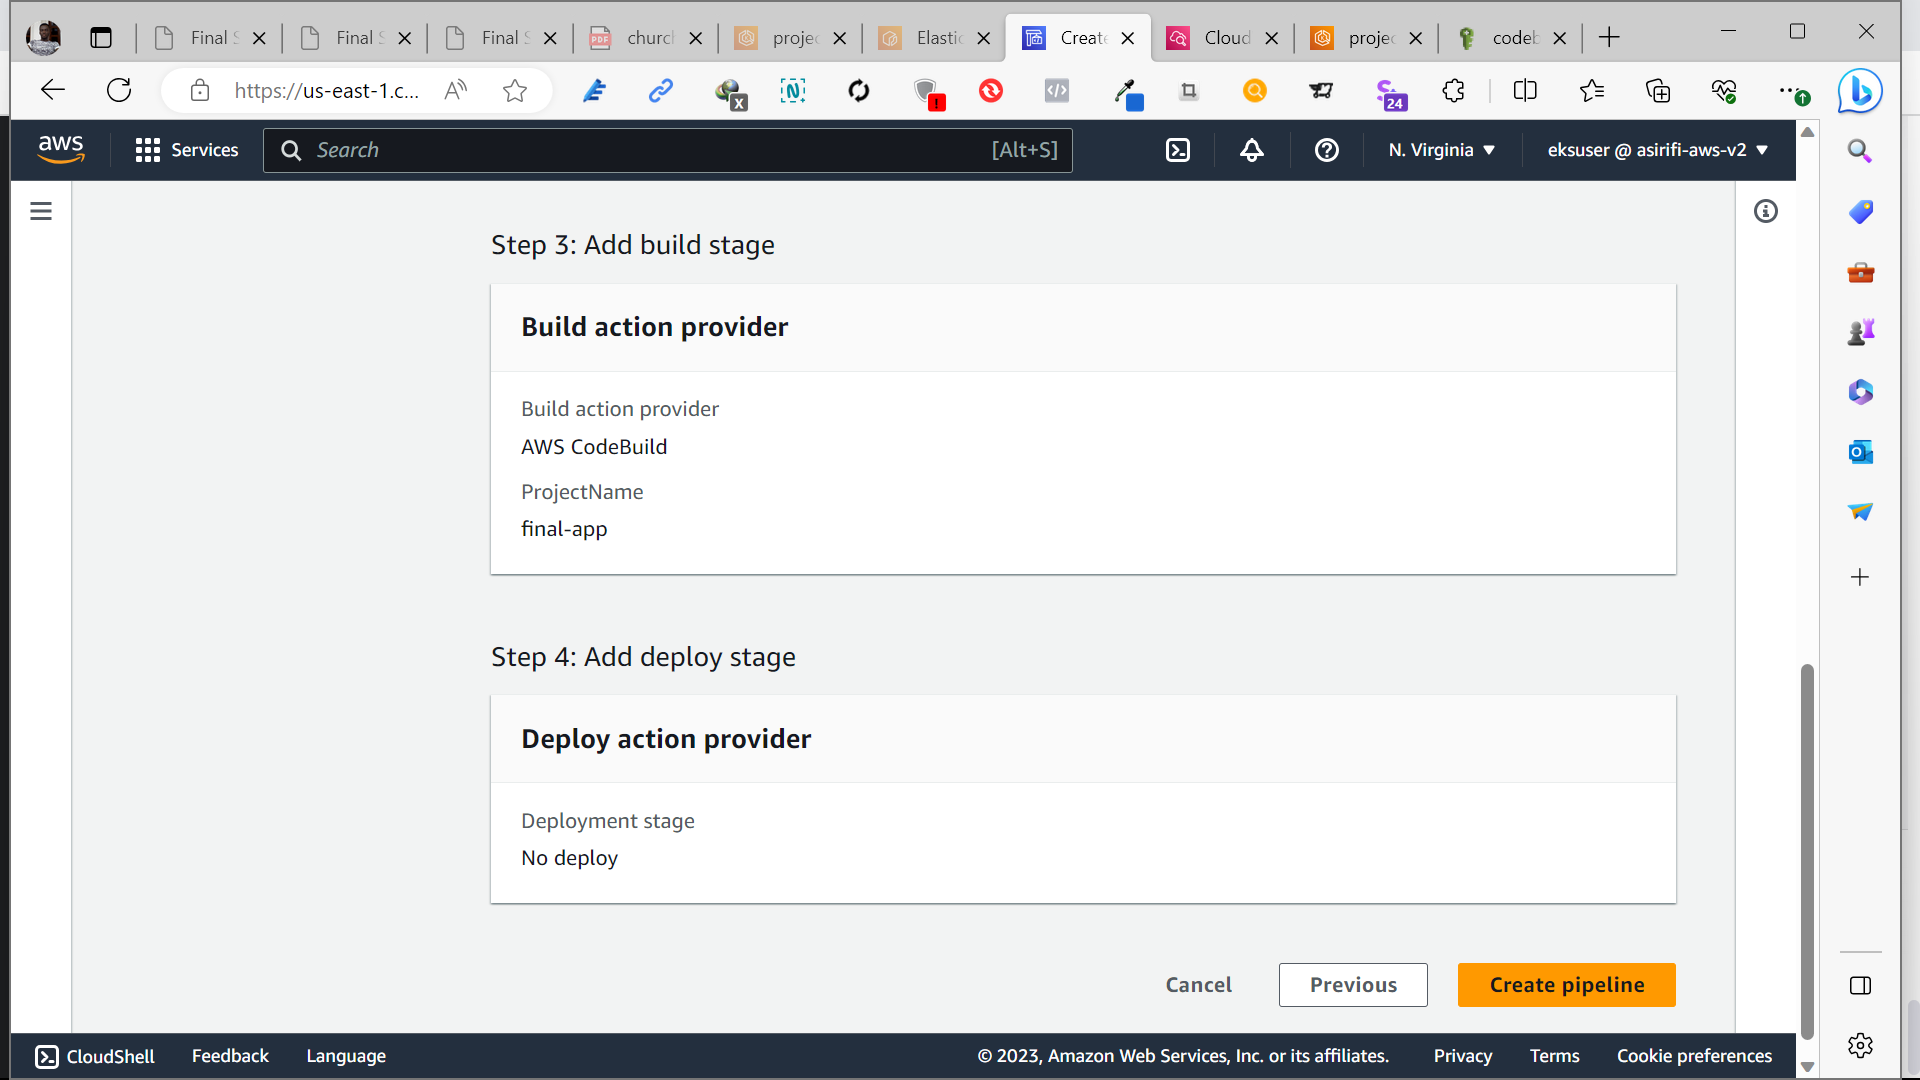 Final S
Final S
Final S
church
projec
Elastic
Create
Cloud
projec
codeb
https://us-east-1.c...
24
aws
Services
Search
[Alt+S]
N. Virginia
eksuser @ asirifi-aws-v2
Step 3: Add build stage
Build action provider
Build action provider
AWS CodeBuild
ProjectName
final-app
Step 4: Add deploy stage
Deploy action provider
Deployment stage
No deploy
Cancel
Previous
Create pipeline
CloudShell
Feedback
Language
© 2023, Amazon Web Services, Inc. or its affiliates.
Privacy
Terms
Cookie preferences